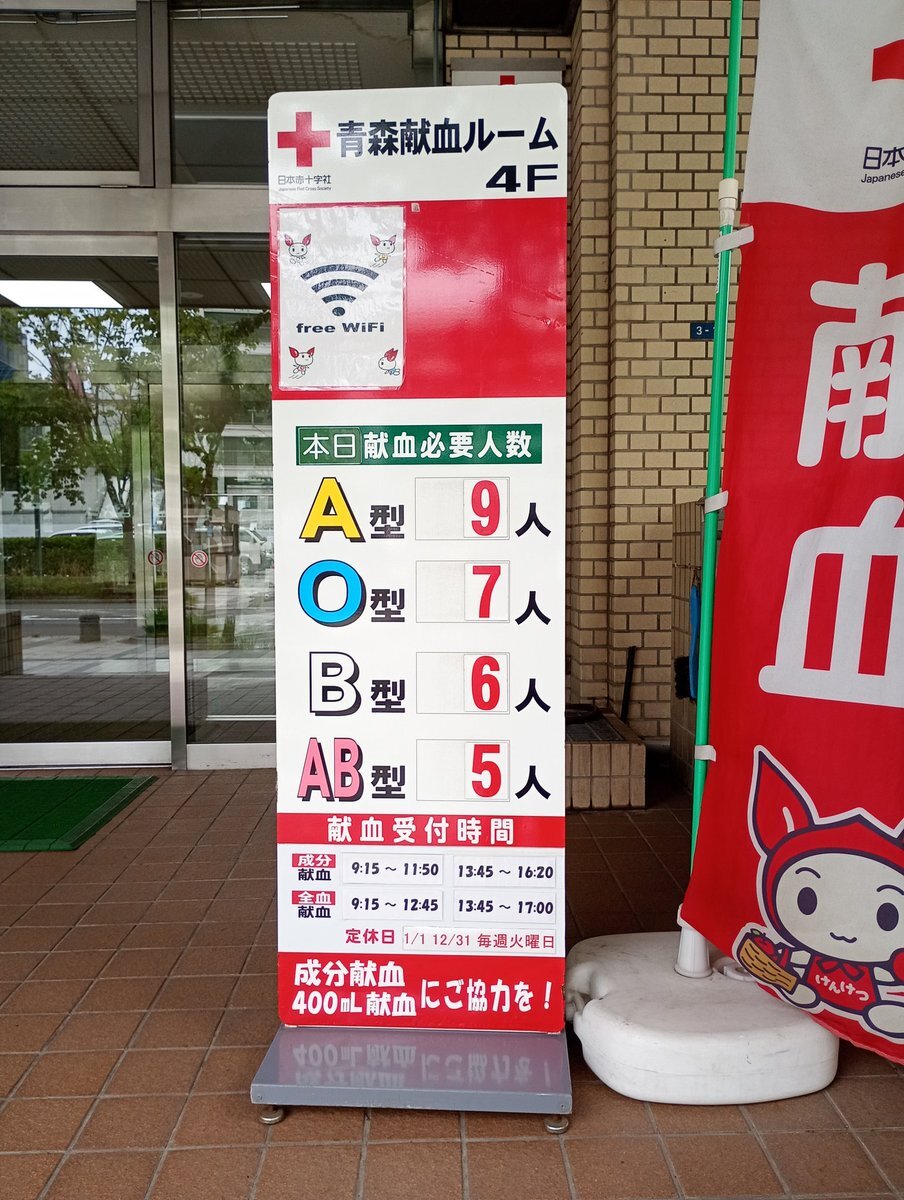 青森献血ルーム
4F
日本赤十字社
Japanese Red Cross Society
free WiFi
本日献血必要人数
A型 9人
O型 7人
B型 6人
AB型 5人
献血受付時間
成分献血 9:15 ～ 11:50 13:45 ～ 16:20
全血献血 9:15 ～ 12:45 13:45 ～ 17:00
定休日 1/1 12/31 毎週火曜日
成分献血
400mL献血にご協力を！
日本赤
Japanese
献血
けんけつ
3-